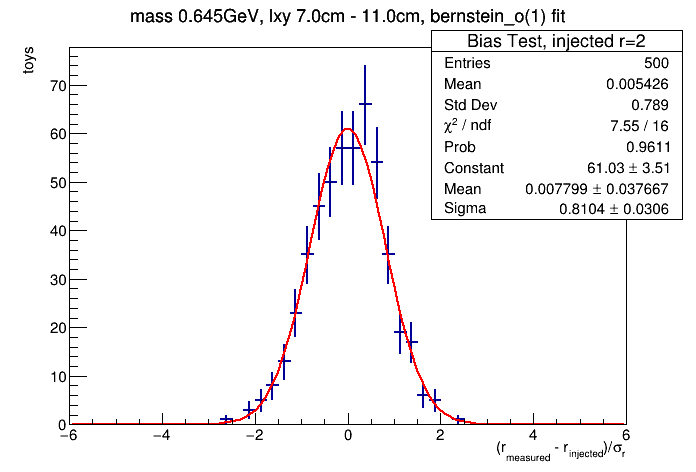 mass 0.645GeV, lxy 7.0cm - 11.0cm, bernstein_o(1) fit
Bias Test, injected r=2
Entries 500
Mean 0.005426
Std Dev 0.789
χ² / ndf 7.55 / 16
Prob 0.9611
Constant 61.03 ± 3.51
Mean 0.007799 ± 0.037667
Sigma 0.8104 ± 0.0306
toys
70
60
50
40
30
20
10
0
−6 −4 −2 0 2 4 6
(r_measured - r_injected)/σ_r